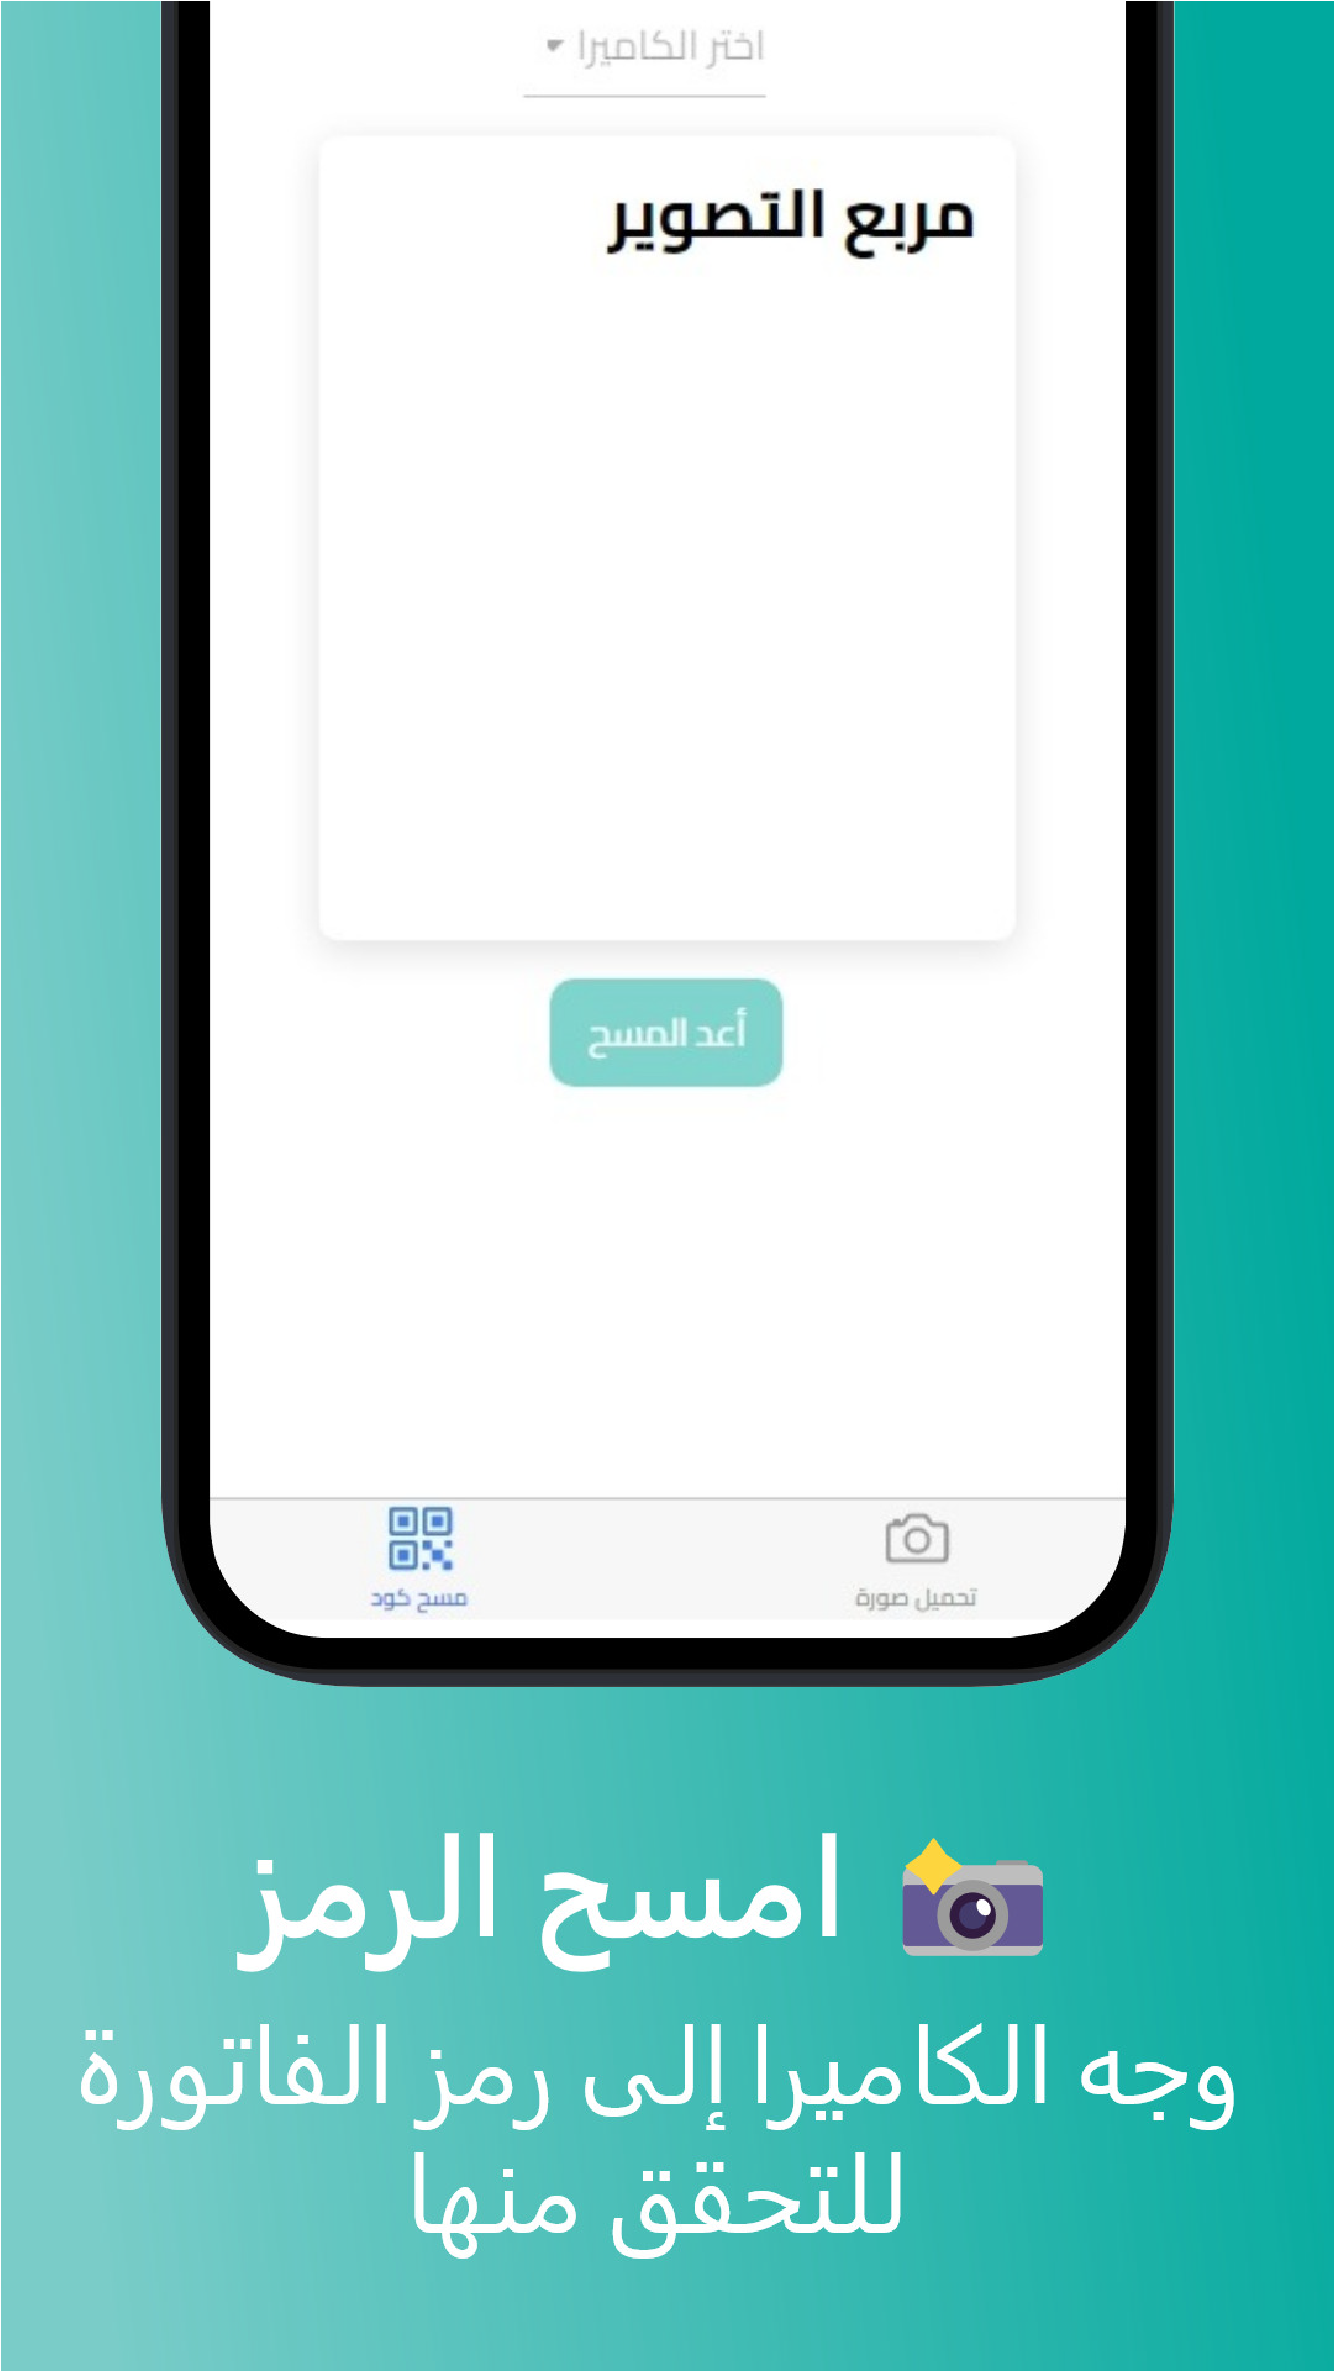 اختر الكاميرا
مربع التصوير
أعد المسح
تحميل صورة
مسح كود
امسح الرمز
وجه الكاميرا إلى رمز الفاتورة
للتحقق منها